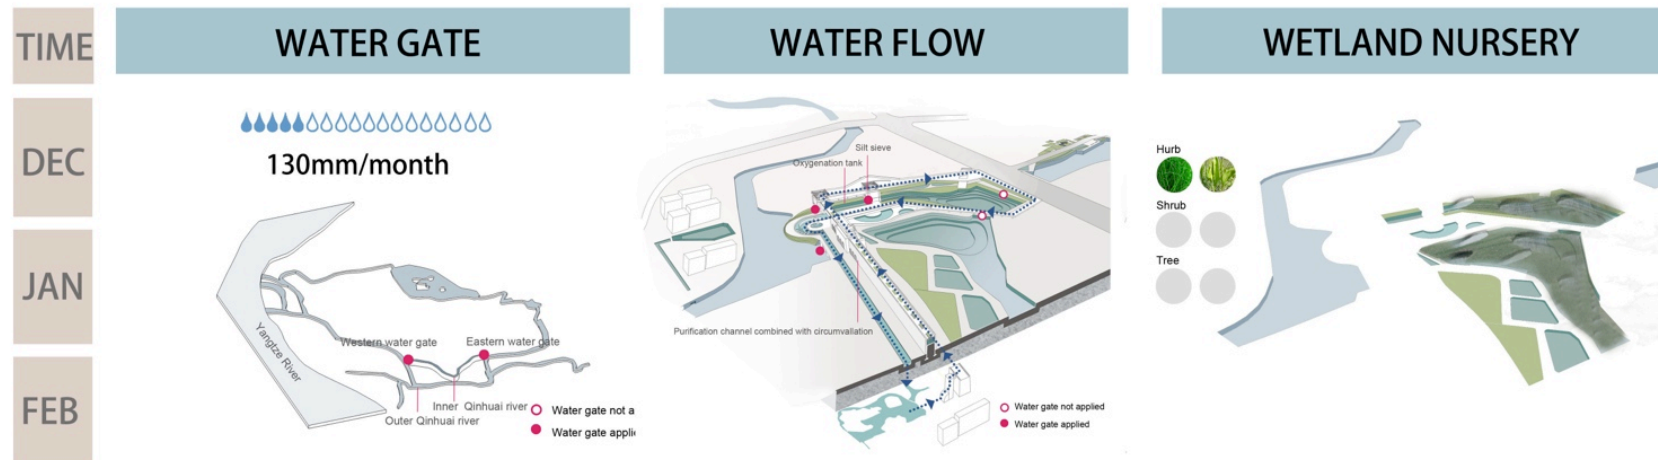 TIME
WATER GATE
WATER FLOW
WETLAND NURSERY
DEC
JAN
FEB
130mm/month
Yangtze River
Western water gate
Eastern water gate
Inner Qinhuai river
Outer Qinhuai river
Water gate not a
Water gate appli
Silt sieve
Oxygenation tank
Purification channel combined with circumvallation
Water gate not applied
Water gate applied
Hurb
Shrub
Tree